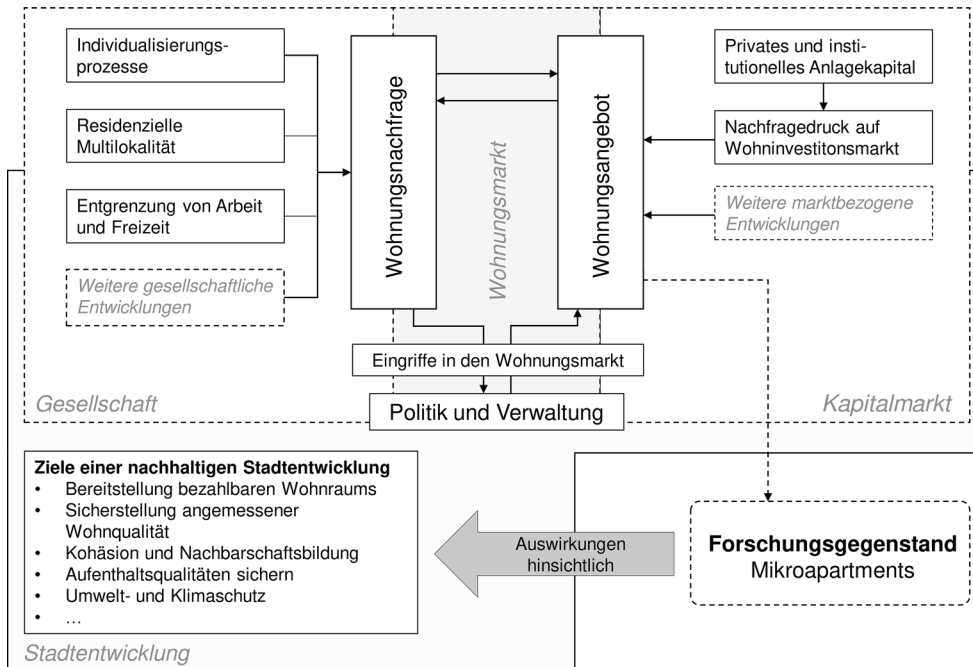 Individualisierungs-
prozesse
Residenzielle
Multilokalität
Entgrenzung von Arbeit
und Freizeit
Weitere gesellschaftliche
Entwicklungen
Wohnungsnachfrage
Wohnungsmarkt
Wohnungsangebot
Privates und insti-
tutionelles Anlagekapital
Nachfragedruck auf
Wohninvestitonsmarkt
Weitere marktbezogene
Entwicklungen
Eingriffe in den Wohnungsmarkt
Politik und Verwaltung
Gesellschaft
Kapitalmarkt
Ziele einer nachhaltigen Stadtentwicklung
• Bereitstellung bezahlbaren Wohnraums
• Sicherstellung angemessener
Wohnqualität
• Kohäsion und Nachbarschaftsbildung
• Aufenthaltsqualitäten sichern
• Umwelt- und Klimaschutz
• …
Auswirkungen
hinsichtlich
Forschungsgegenstand
Mikroapartments
Stadtentwicklung